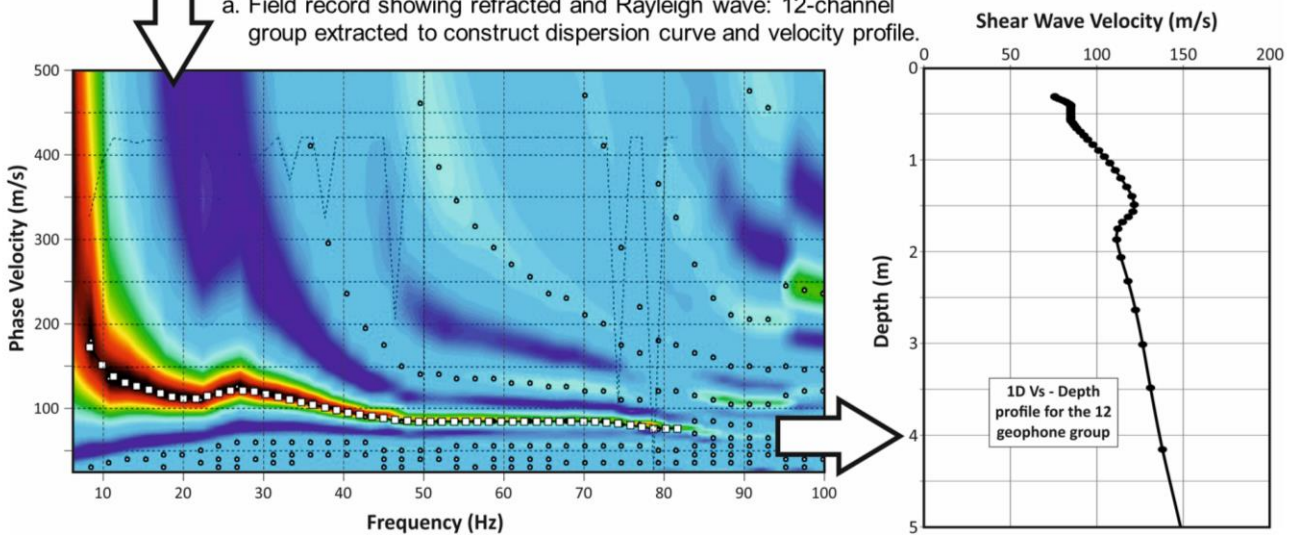 a. Field record showing refracted and Rayleigh wave: 12-channel
group extracted to construct dispersion curve and velocity profile.
500
400
300
200
100
Phase Velocity (m/s)
10 20 30 40 50 60 70 80 90 100
Frequency (Hz)
Shear Wave Velocity (m/s)
0 50 100 150 200
0
1
2
3
4
5
Depth (m)
1D Vs - Depth
profile for the 12
geophone group